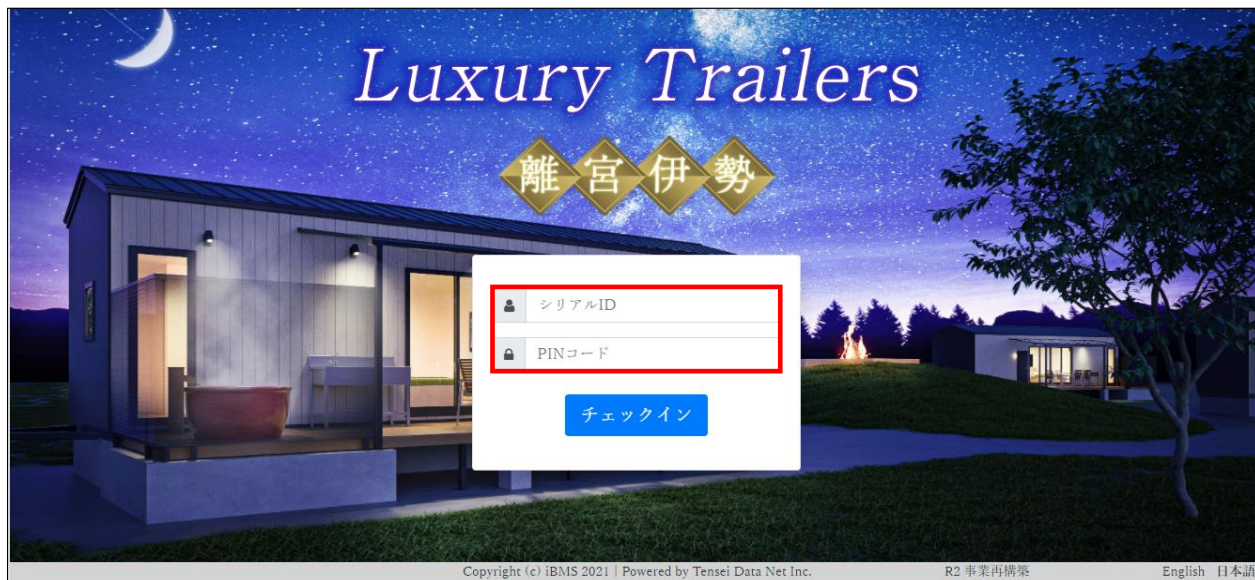 Luxury Trailers
離宮伊勢
シリアルID
PINコード
チェックイン
Copyright (c) iBMS 2021 | Powered by Tensei Data Net Inc. R2 事業再構築 English 日本語